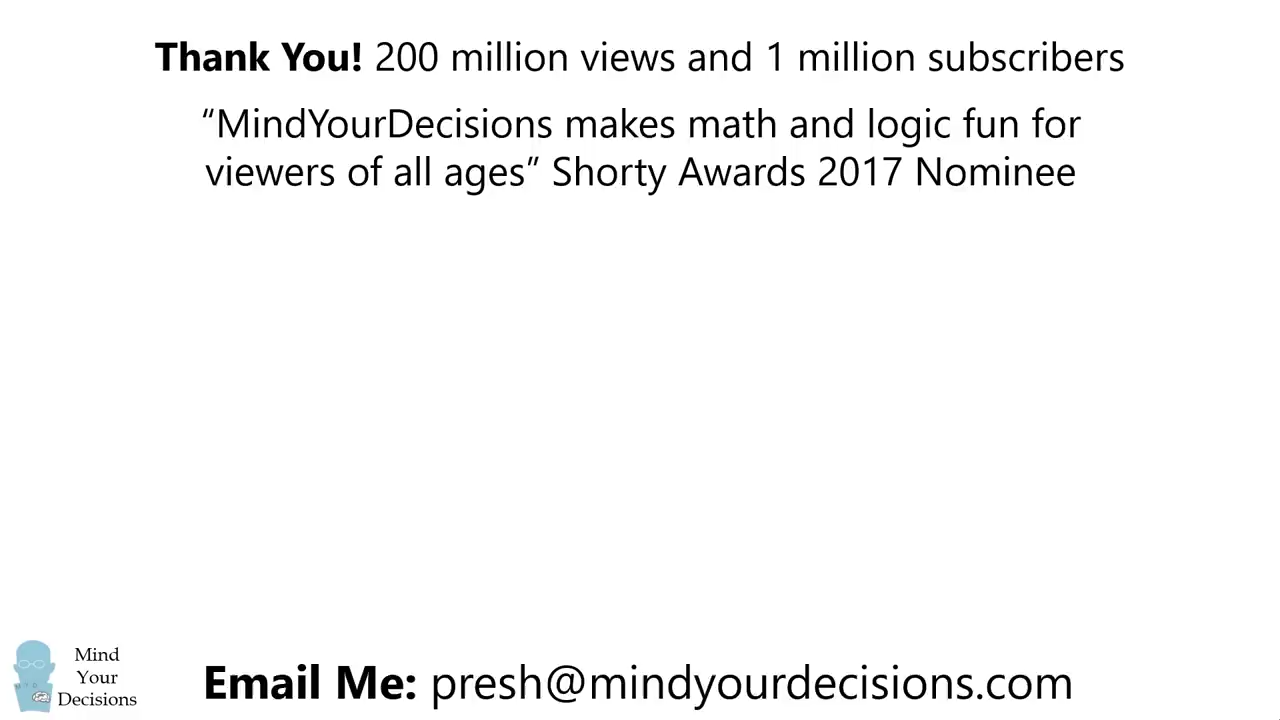 Thank You! 200 million views and 1 million subscribers
“MindYourDecisions makes math and logic fun for
viewers of all ages” Shorty Awards 2017 Nominee
Mind
Your
Decisions
Email Me: presh@mindyourdecisions.com